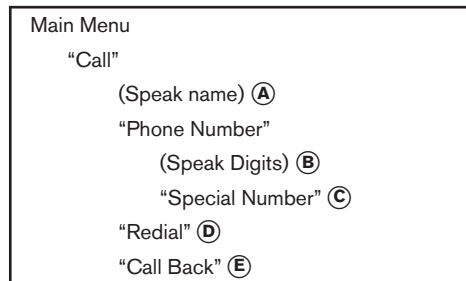 Main Menu
“Call”
(Speak name) Ⓐ
“Phone Number”
(Speak Digits) Ⓑ
“Special Number” Ⓒ
“Redial” Ⓓ
“Call Back” Ⓔ